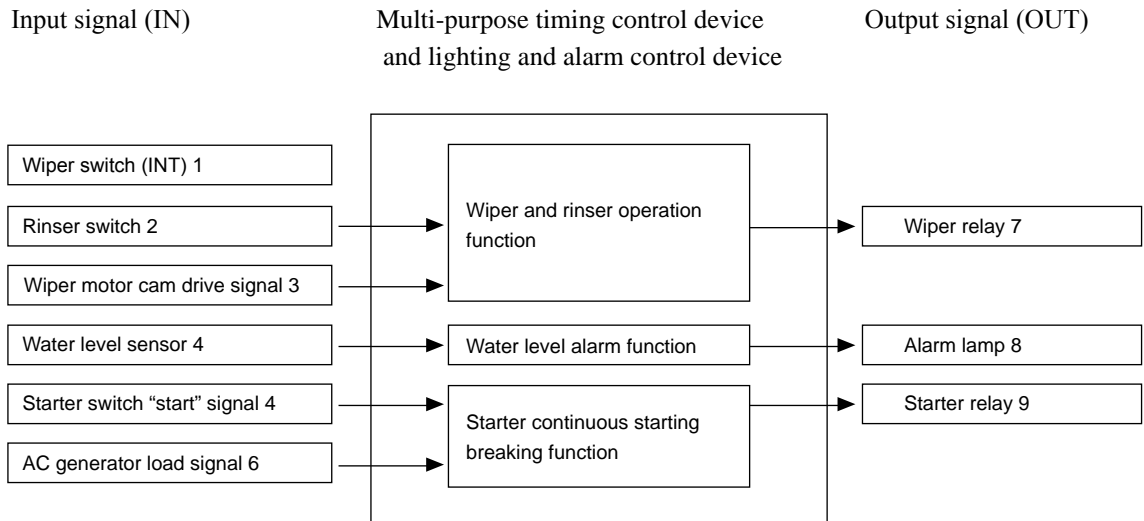 Input signal (IN)
Multi-purpose timing control device
and lighting and alarm control device
Output signal (OUT)
Wiper switch (INT) 1
Rinser switch 2
Wiper motor cam drive signal 3
Water level sensor 4
Starter switch “start” signal 4
AC generator load signal 6
Wiper and rinser operation
function
Water level alarm function
Starter continuous starting
breaking function
Wiper relay 7
Alarm lamp 8
Starter relay 9